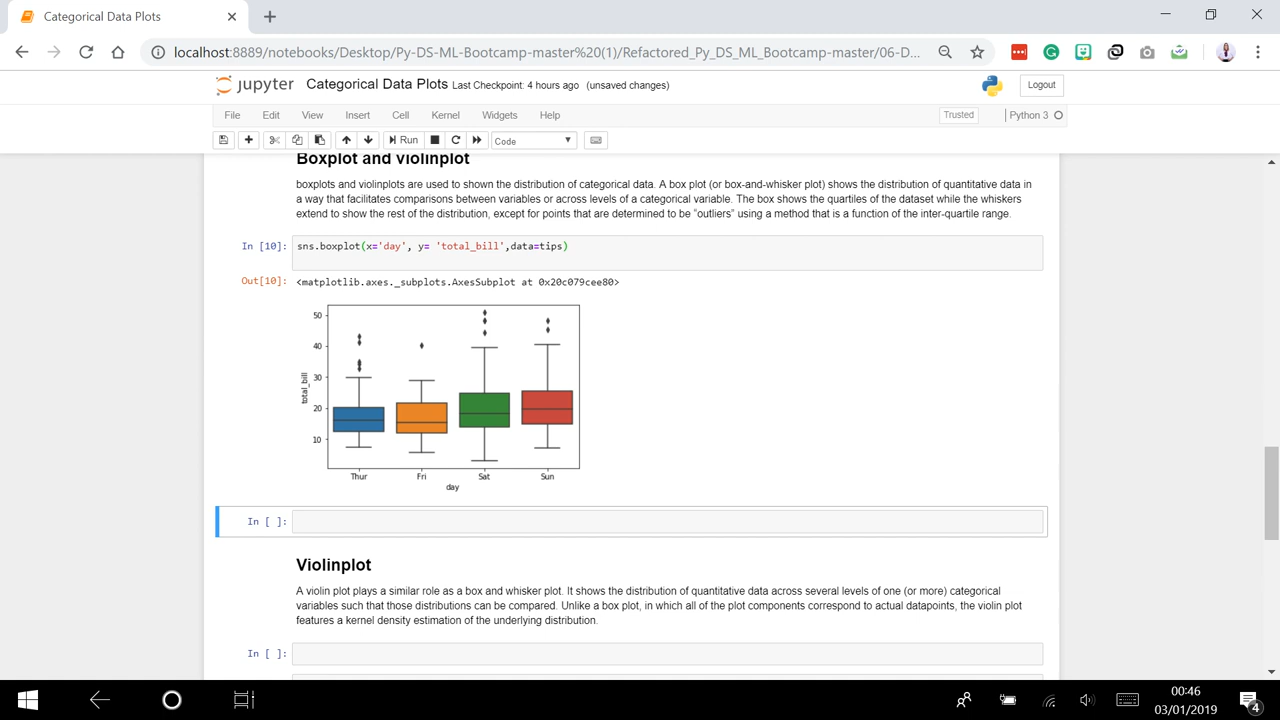 Categorical Data Plots
localhost:8889/notebooks/Desktop/Py-DS-ML-Bootcamp-master%20(1)/Refactored_Py_DS_ML_Bootcamp-master/06-D...
jupyter Categorical Data Plots Last Checkpoint: 4 hours ago (unsaved changes) Logout
File Edit View Insert Cell Kernel Widgets Help Trusted Python 3
Run Code
Boxplot and violinplot
boxplots and violinplots are used to shown the distribution of categorical data. A box plot (or box-and-whisker plot) shows the distribution of quantitative data in
a way that facilitates comparisons between variables or across levels of a categorical variable. The box shows the quartiles of the dataset while the whiskers
extend to show the rest of the distribution, except for points that are determined to be “outliers” using a method that is a function of the inter-quartile range.
In [10]: sns.boxplot(x='day', y= 'total_bill',data=tips)
Out[10]: <matplotlib.axes._subplots.AxesSubplot at 0x20c079cee80>
50
40
30
20
10
total_bill
Thur Fri Sat Sun
day
In [ ]:
Violinplot
A violin plot plays a similar role as a box and whisker plot. It shows the distribution of quantitative data across several levels of one (or more) categorical
variables such that those distributions can be compared. Unlike a box plot, in which all of the plot components correspond to actual datapoints, the violin plot
features a kernel density estimation of the underlying distribution.
In [ ]:
00:46
03/01/2019
4